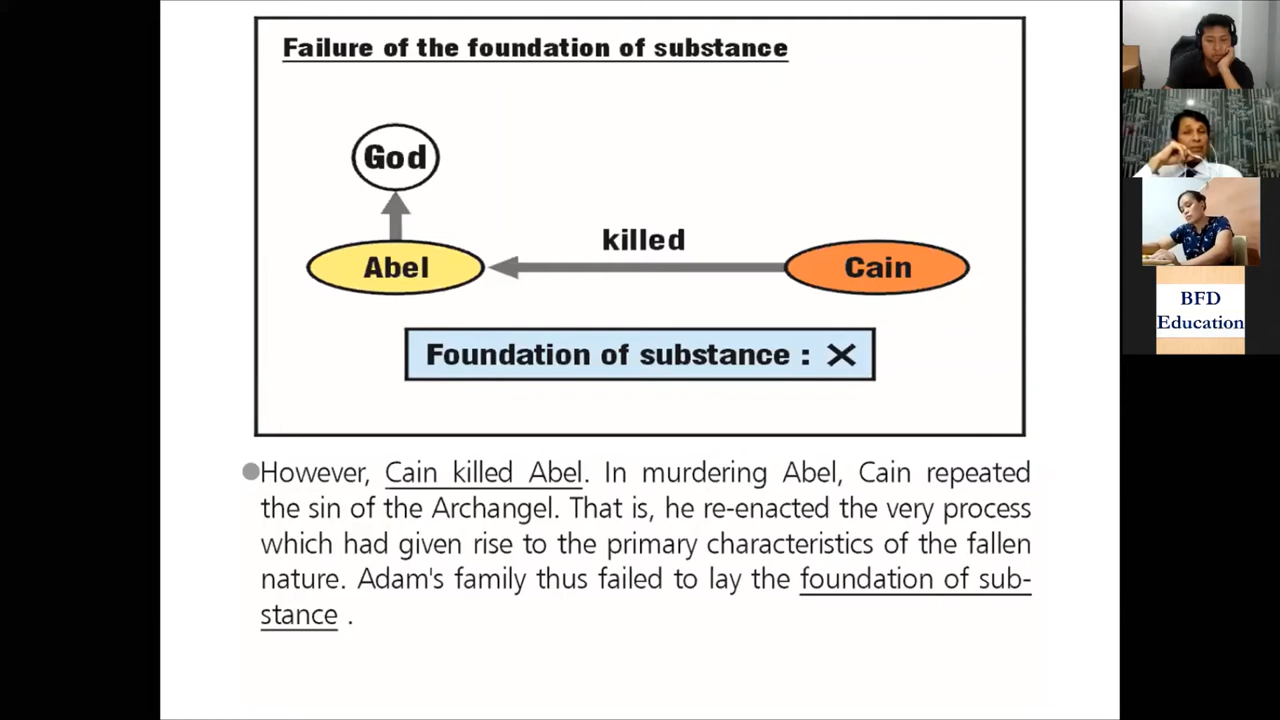 Failure of the foundation of substance
God
killed
Abel
Cain
Foundation of substance : ✕
However, Cain killed Abel. In murdering Abel, Cain repeated
the sin of the Archangel. That is, he re-enacted the very process
which had given rise to the primary characteristics of the fallen
nature. Adam's family thus failed to lay the foundation of sub-
stance .
BFD
Education